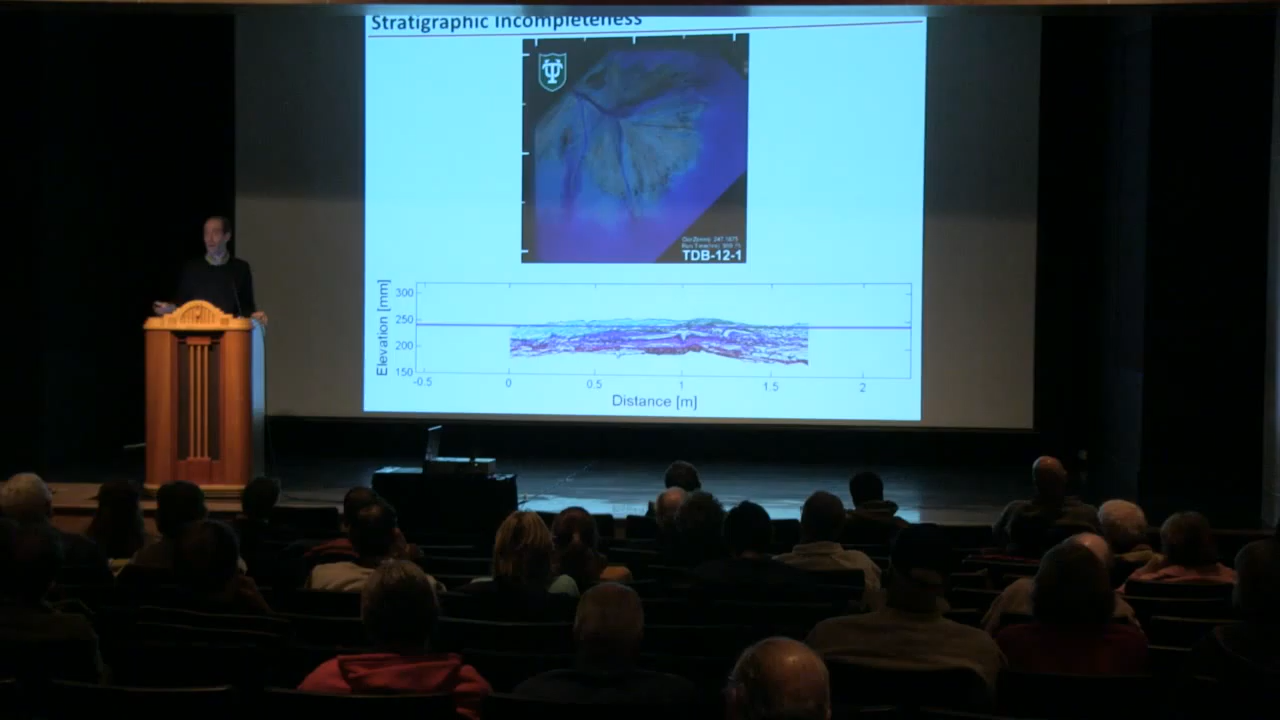 Stratigraphic Incompleteness
TDB-12-1
Elevation [mm]
300
250
200
150
-0.5
0
0.5
1
1.5
2
Distance [m]